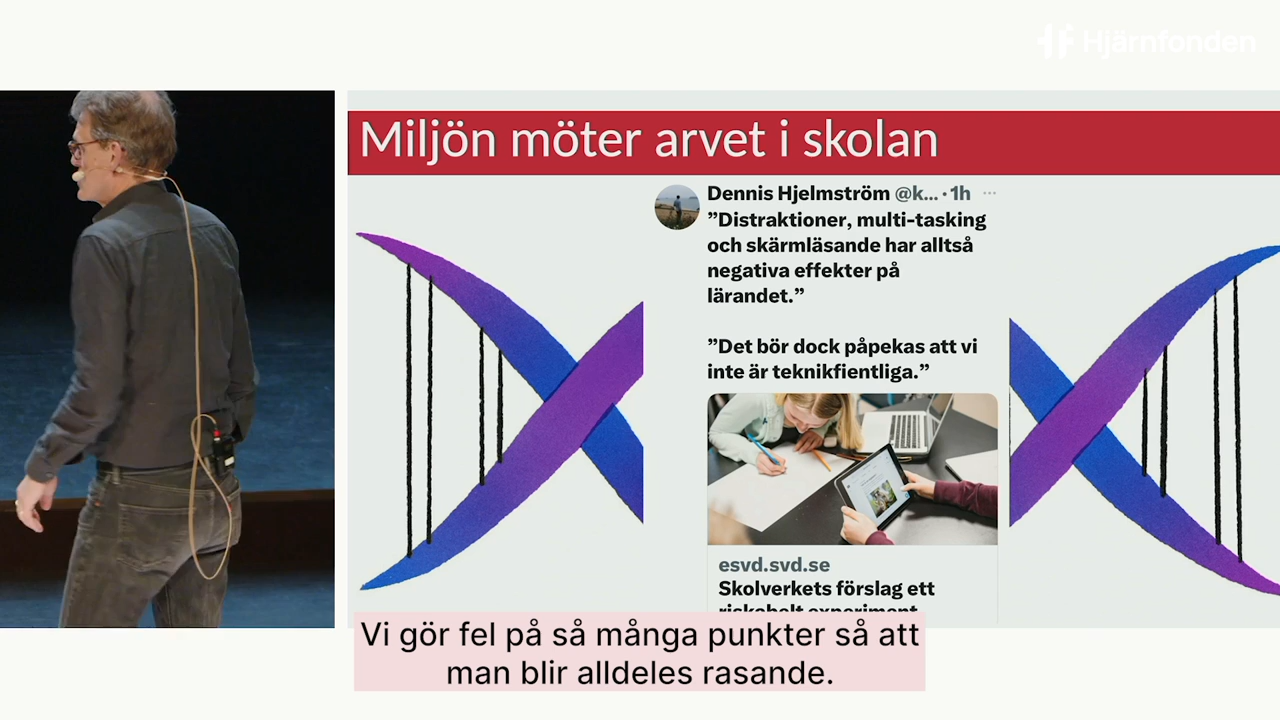 Hjärnfonden
Miljön möter arvet i skolan
Dennis Hjelmström @k... · 1h ...
”Distraktioner, multi-tasking
och skärmläsande har alltså
negativa effekter på
lärandet.”
”Det bör dock påpekas att vi
inte är teknikfientliga.”
esvd.svd.se
Skolverkets förslag ett
riskabelt experiment
Vi gör fel på så många punkter så att
man blir alldeles rasande.